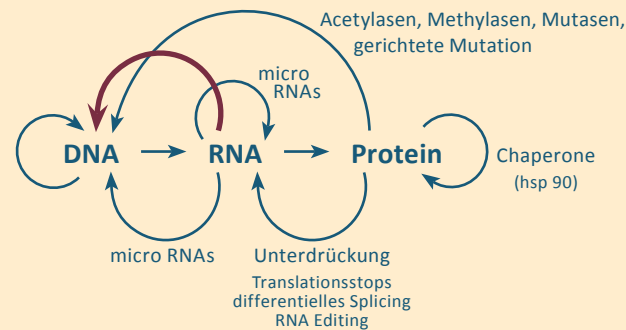 Acetylasen, Methylasen, Mutasen,
gerichtete Mutation
micro
RNAs
DNA
RNA
Protein
Chaperone
(hsp 90)
micro RNAs
Unterdrückung
Translationsstops
differentielles Splicing
RNA Editing